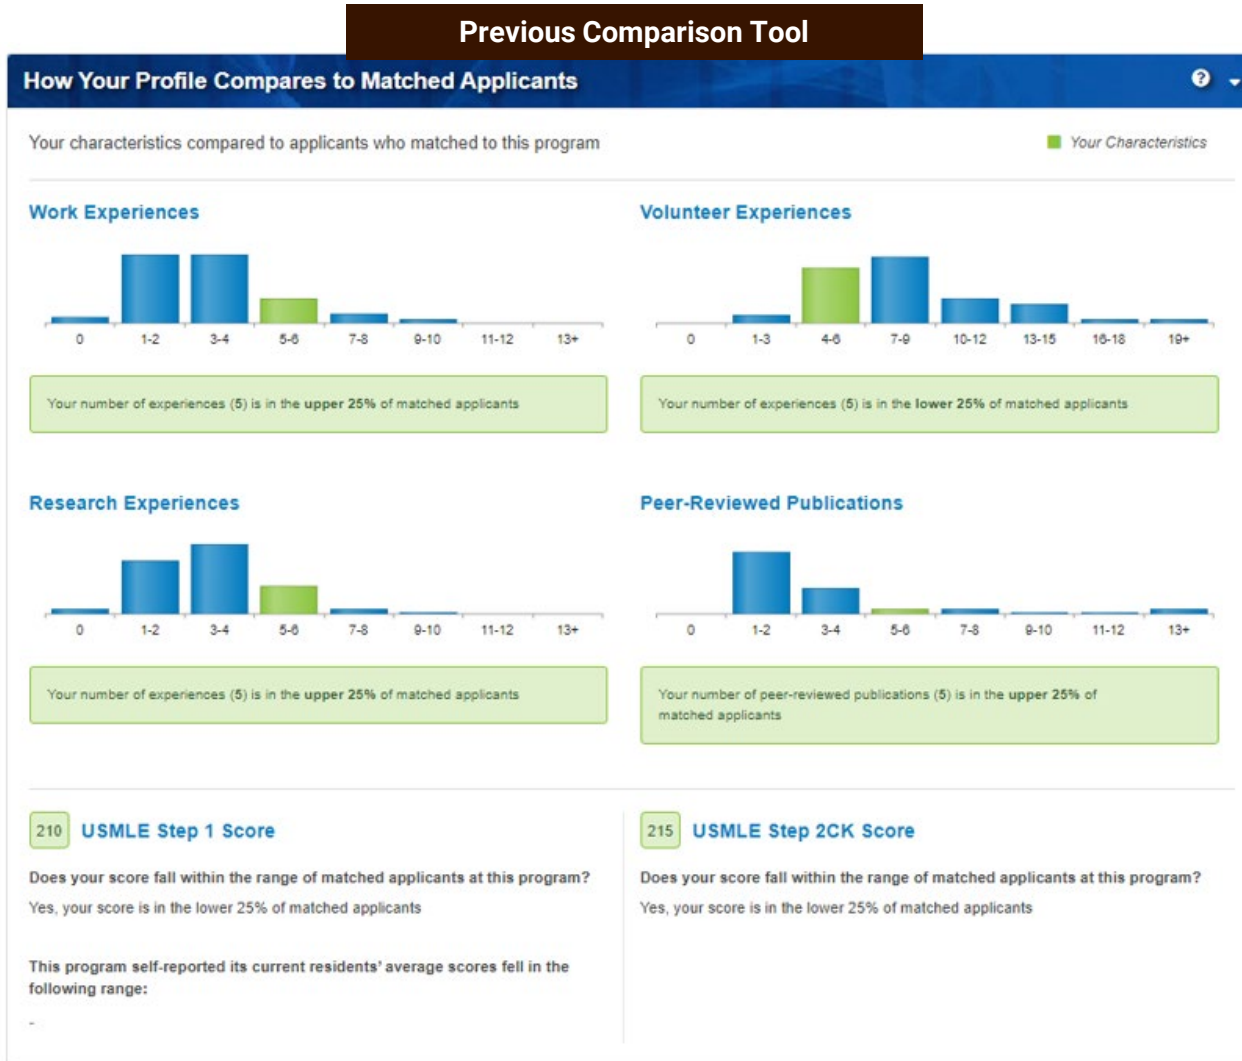 Previous Comparison Tool
How Your Profile Compares to Matched Applicants
?
Your characteristics compared to applicants who matched to this program
Your Characteristics
Work Experiences
0 1-2 3-4 5-6 7-8 9-10 11-12 13+
Your number of experiences (5) is in the upper 25% of matched applicants
Volunteer Experiences
0 1-3 4-6 7-9 10-12 13-15 16-18 19+
Your number of experiences (5) is in the lower 25% of matched applicants
Research Experiences
0 1-2 3-4 5-6 7-8 9-10 11-12 13+
Your number of experiences (5) is in the upper 25% of matched applicants
Peer-Reviewed Publications
0 1-2 3-4 5-6 7-8 9-10 11-12 13+
Your number of peer-reviewed publications (5) is in the upper 25% of
matched applicants
210 USMLE Step 1 Score
Does your score fall within the range of matched applicants at this program?
Yes, your score is in the lower 25% of matched applicants
This program self-reported its current residents' average scores fell in the
following range:
-
215 USMLE Step 2CK Score
Does your score fall within the range of matched applicants at this program?
Yes, your score is in the lower 25% of matched applicants